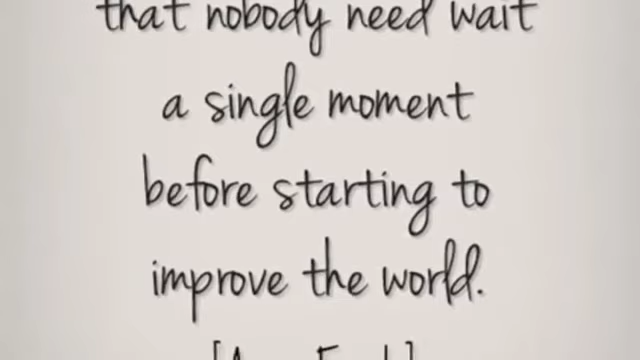 that nobody need wait
a single moment
before starting to
improve the world.